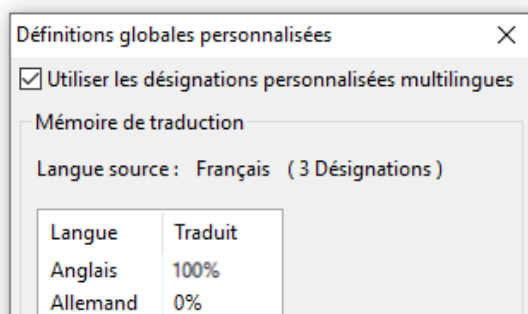 Définitions globales personnalisées
Utiliser les désignations personnalisées multilingues
Mémoire de traduction
Langue source : Français ( 3 Désignations )
Langue Traduit
Anglais 100%
Allemand 0%